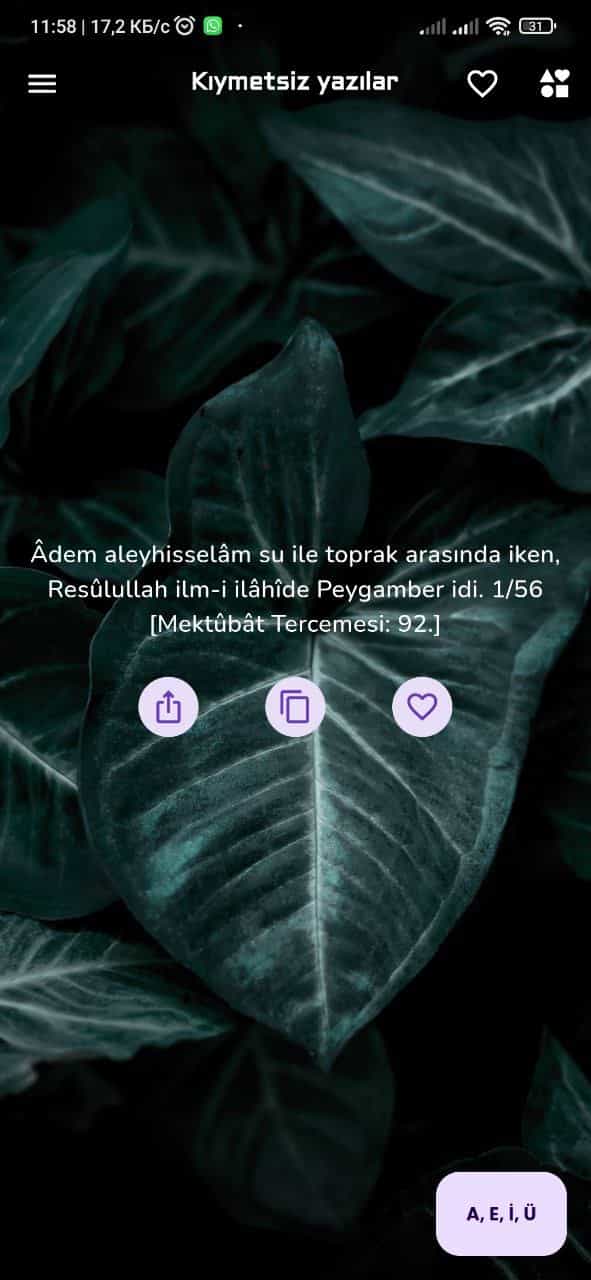 11:58 | 17,2 КБ/с
31
Kıymetsiz yazılar
Âdem aleyhisselâm su ile toprak arasında iken,
Resûlullah ilm-i ilâhîde Peygamber idi. 1/56
[Mektûbât Tercemesi: 92.]
A, E, İ, Ü